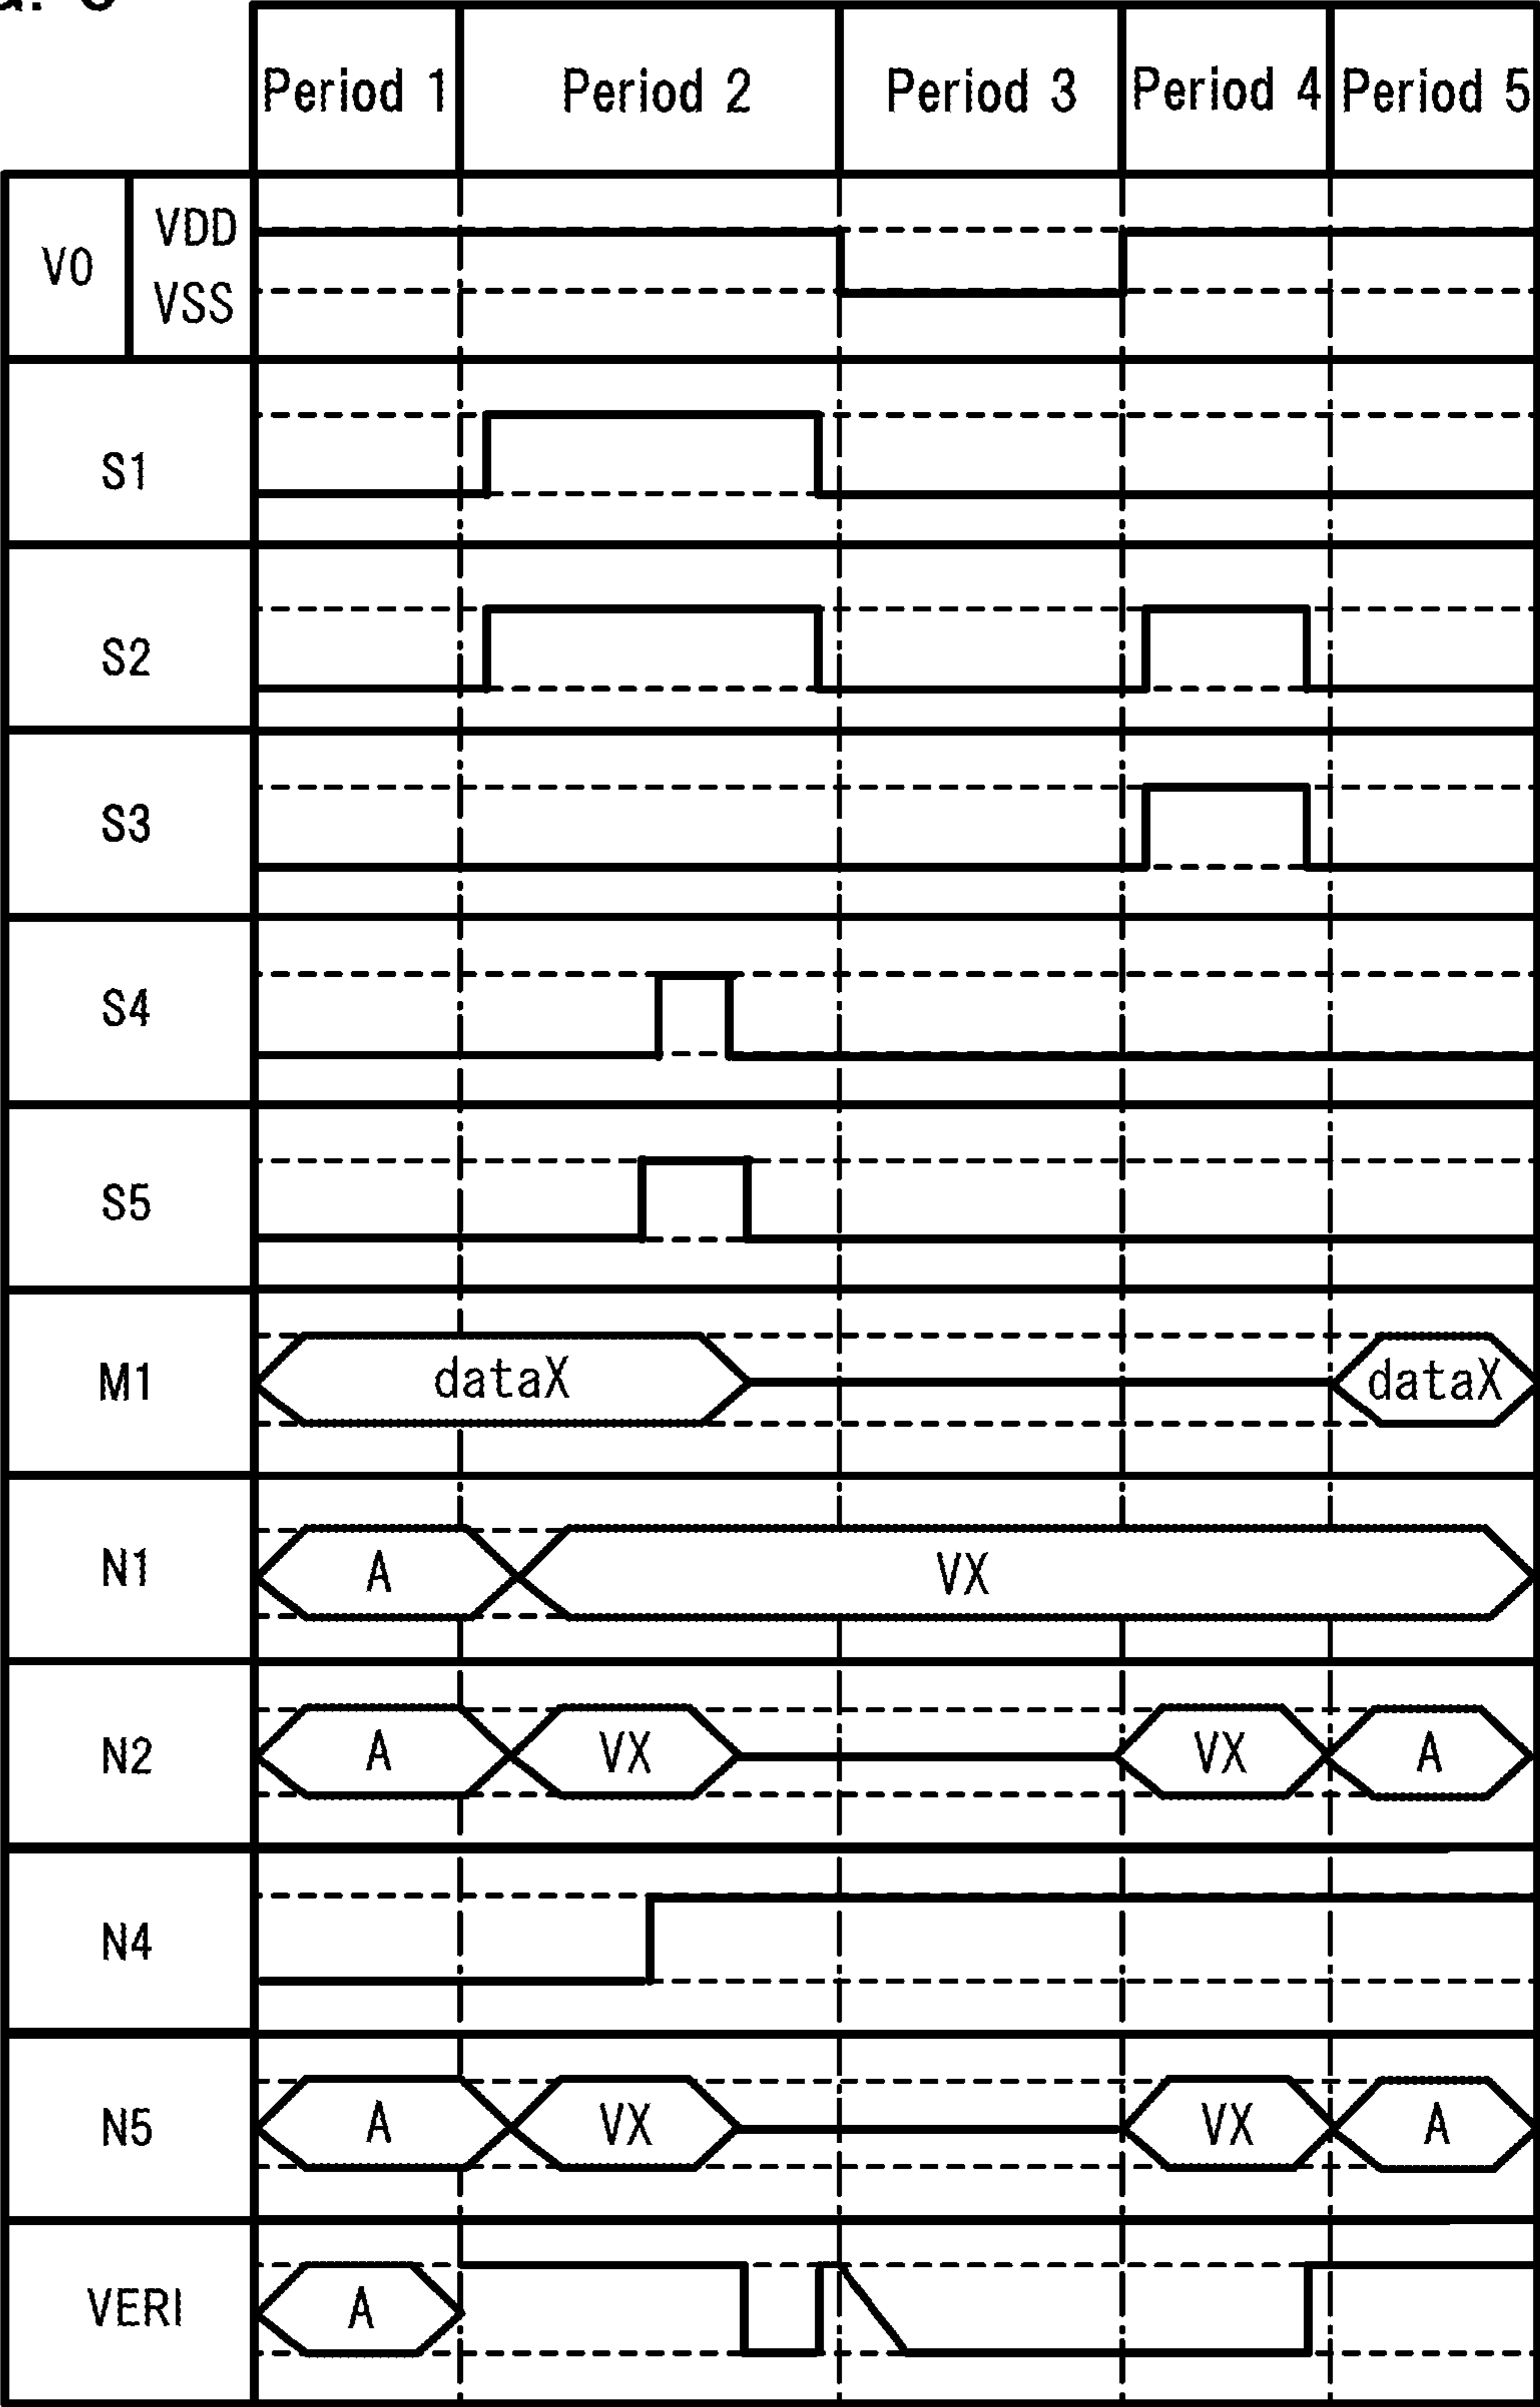 Period 1 Period 2 Period 3 Period 4 Period 5
V0 VDD
VSS
S1
S2
S3
S4
S5
M1 dataX dataX
N1 A VX
N2 A VX VX A
N4
N5 A VX VX A
VERI A